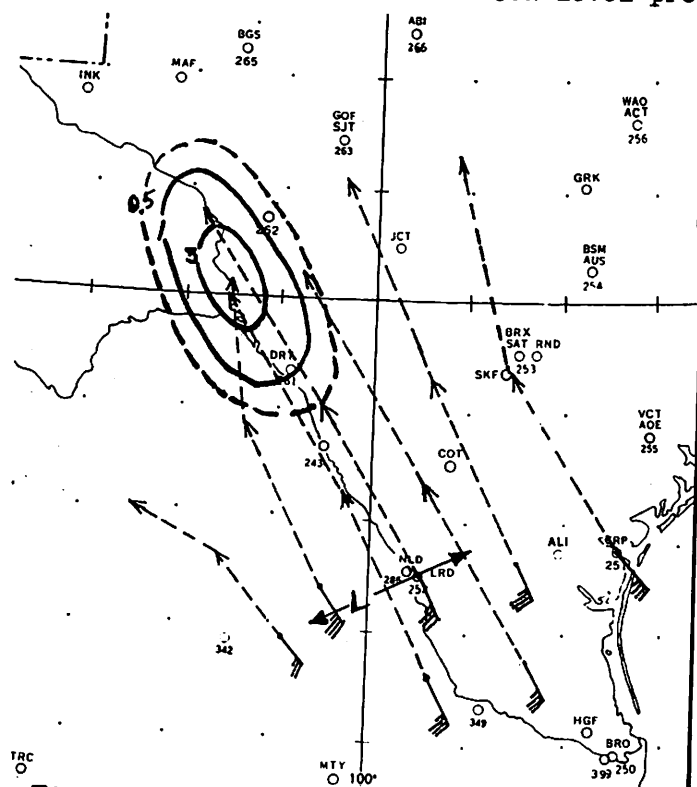 ABI
266
BGS
265
MAF
INK
WAO
ACT
256
GOF
SJT
263
GRK
0.5
262
JCT
3
BSM
AUS
254
BRX
SAT RND
253
SKF
DRT
VCT
AOE
255
243
COT
ALI
NLD
LRD
L
342
349
HGF
BRO
399 250
TRC
MTY
100°